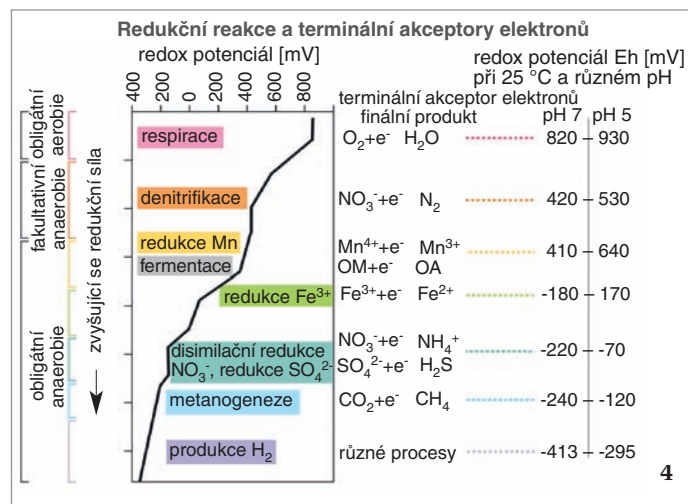 Redukční reakce a terminální akceptory elektronů
redox potenciál [mV]
400 200 0 200 400 600 800
redox potenciál Eh [mV]
při 25 °C a různém pH
terminální akceptor elektronů
finální produkt
pH 7 pH 5
obligátní aerobie
fakultativní anaerobie
obligátní anaerobie
zvyšující se redukční síla
respirace
O₂+e⁻ H₂O
820 930
denitrifikace
NO₃⁻+e⁻ N₂
420 530
redukce Mn
Mn⁴⁺+e⁻ Mn³⁺
410 640
fermentace
OM+e⁻ OA
redukce Fe³⁺
Fe³⁺+e⁻ Fe²⁺
-180 170
disimilační redukce
NO₃⁻, redukce SO₄²⁻
NO₃⁻+e⁻ NH₄⁺
SO₄²⁻+e⁻ H₂S
-220 -70
metanogeneze
CO₂+e⁻ CH₄
-240 -120
produkce H₂
různé procesy
-413 -295
4